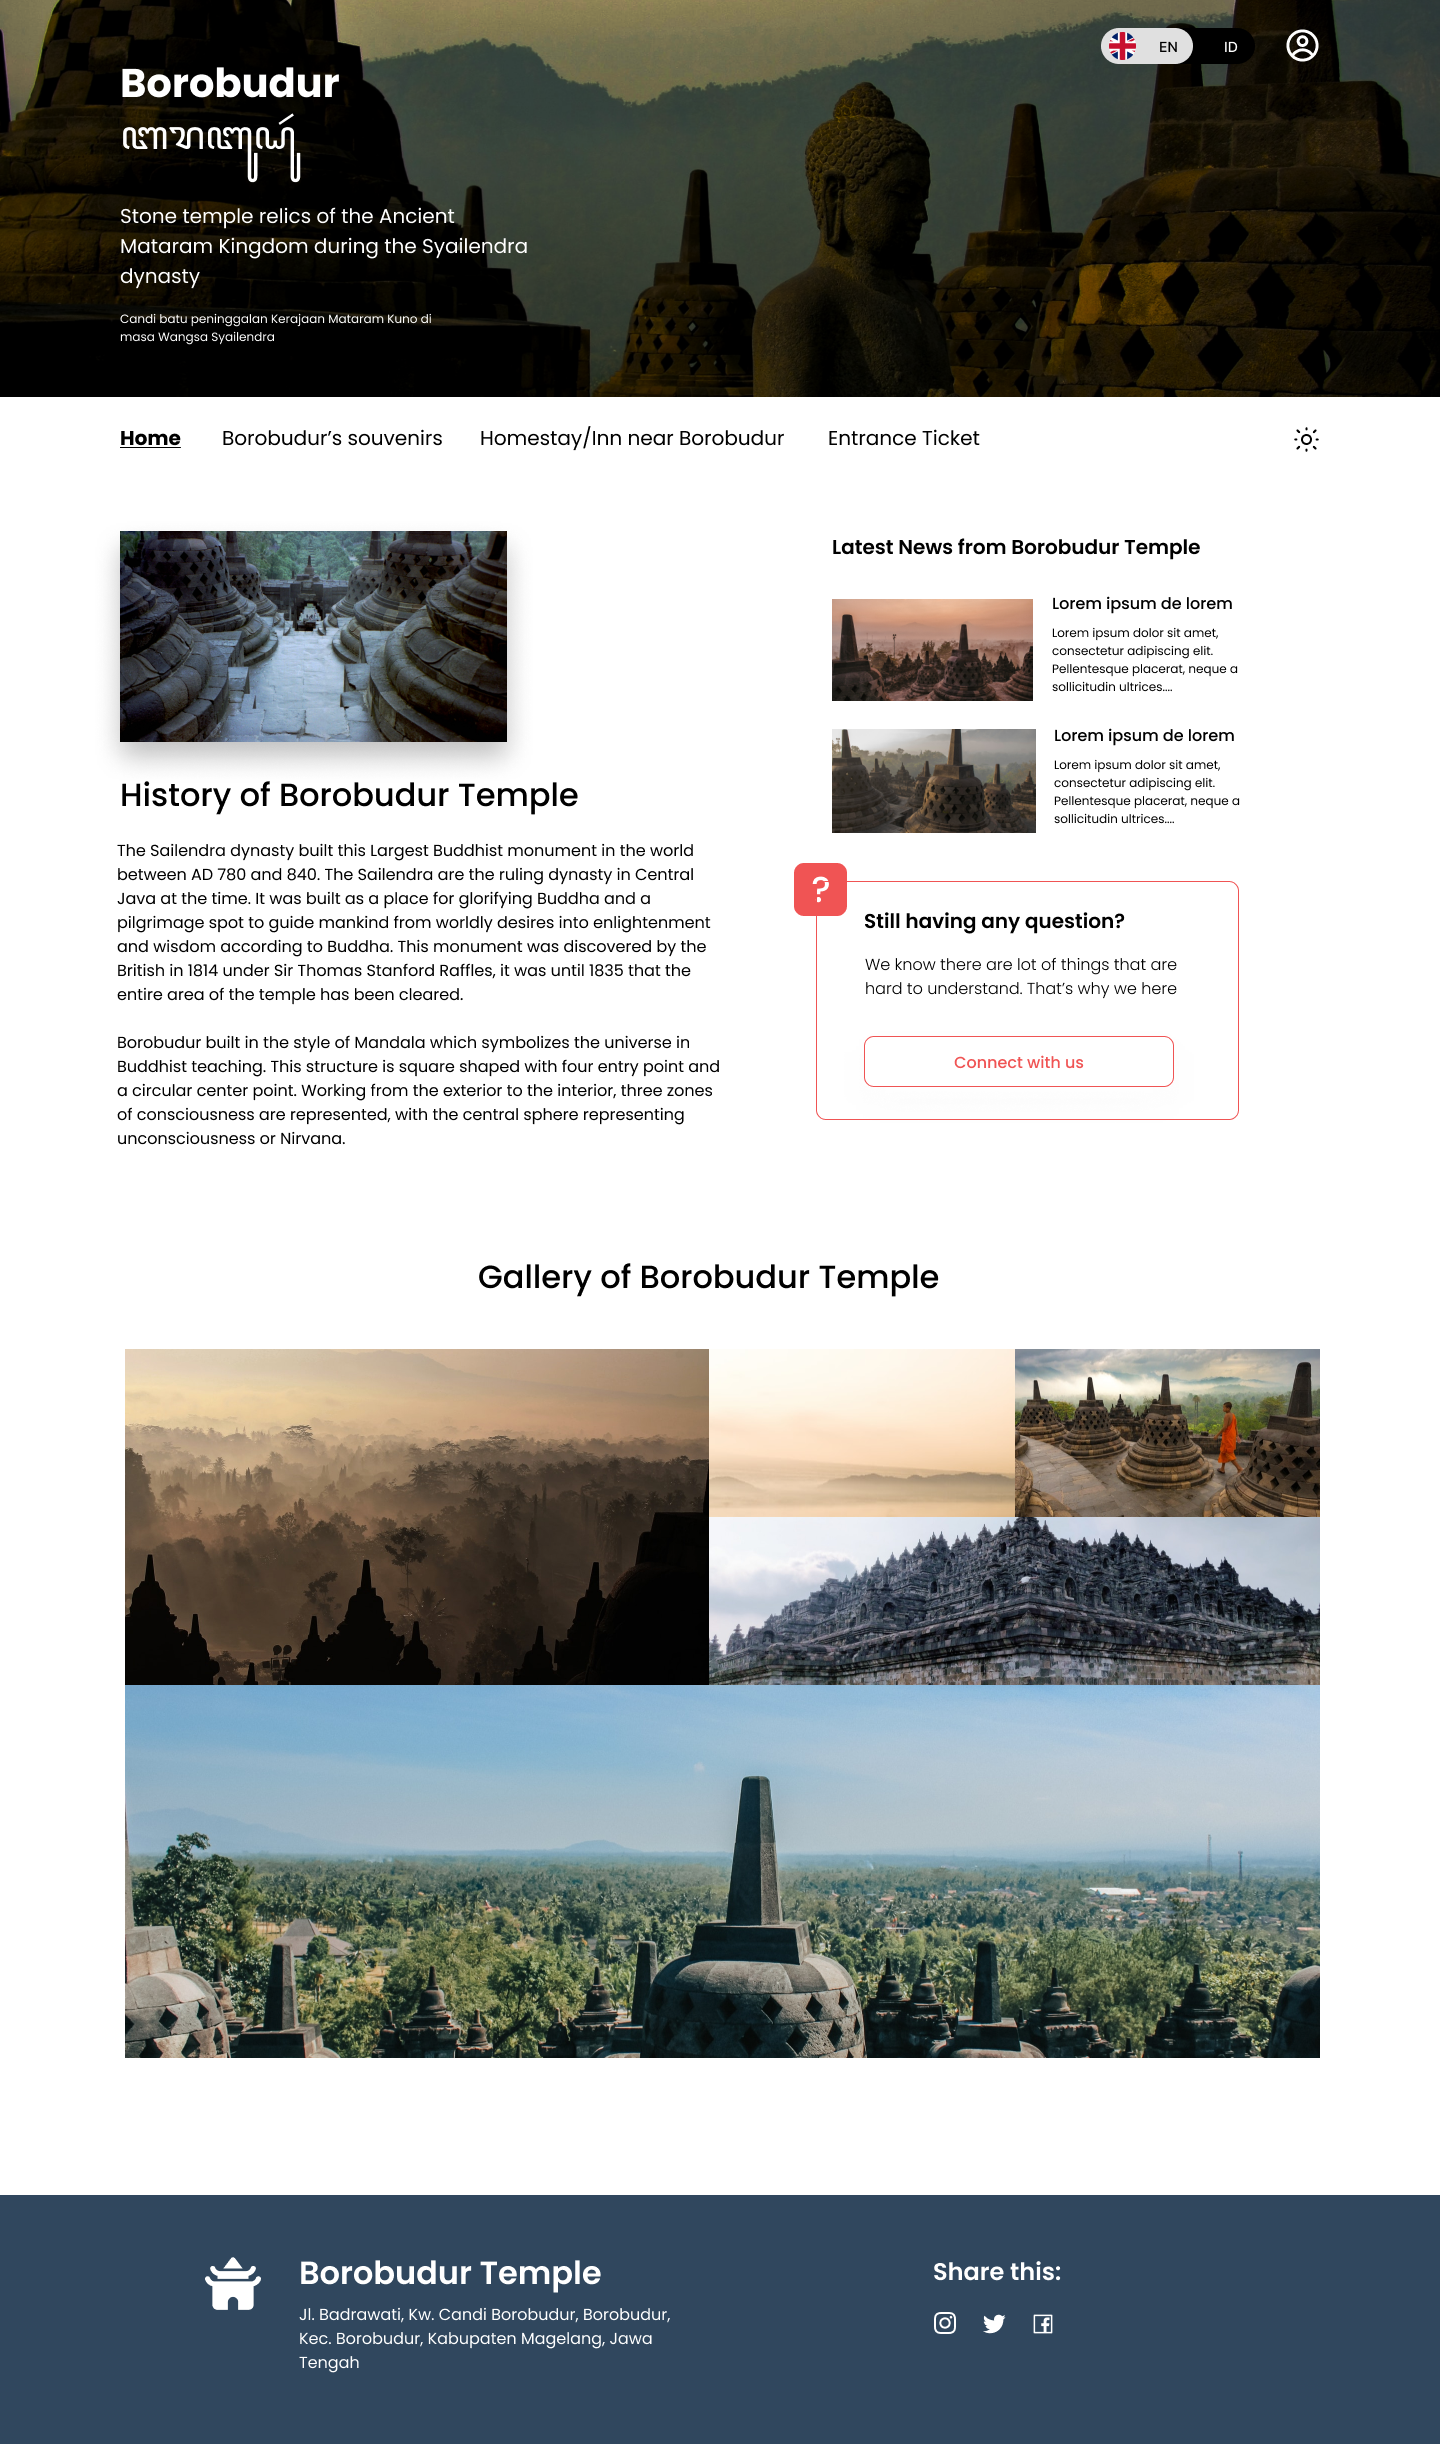 EN ID
Borobudur
ꦧꦫꦧꦸꦝꦸꦂ
Stone temple relics of the Ancient
Mataram Kingdom during the Syailendra
dynasty
Candi batu peninggalan Kerajaan Mataram Kuno di
masa Wangsa Syailendra
Home Borobudur’s souvenirs Homestay/Inn near Borobudur Entrance Ticket
History of Borobudur Temple
The Sailendra dynasty built this Largest Buddhist monument in the world
between AD 780 and 840. The Sailendra are the ruling dynasty in Central
Java at the time. It was built as a place for glorifying Buddha and a
pilgrimage spot to guide mankind from worldly desires into enlightenment
and wisdom according to Buddha. This monument was discovered by the
British in 1814 under Sir Thomas Stanford Raffles, it was until 1835 that the
entire area of the temple has been cleared.
Borobudur built in the style of Mandala which symbolizes the universe in
Buddhist teaching. This structure is square shaped with four entry point and
a circular center point. Working from the exterior to the interior, three zones
of consciousness are represented, with the central sphere representing
unconsciousness or Nirvana.
Latest News from Borobudur Temple
Lorem ipsum de lorem
Lorem ipsum dolor sit amet,
consectetur adipiscing elit.
Pellentesque placerat, neque a
sollicitudin ultrices....
Lorem ipsum de lorem
Lorem ipsum dolor sit amet,
consectetur adipiscing elit.
Pellentesque placerat, neque a
sollicitudin ultrices....
?
Still having any question?
We know there are lot of things that are
hard to understand. That’s why we here
Connect with us
Gallery of Borobudur Temple
Borobudur Temple
Jl. Badrawati, Kw. Candi Borobudur, Borobudur,
Kec. Borobudur, Kabupaten Magelang, Jawa
Tengah
Share this: